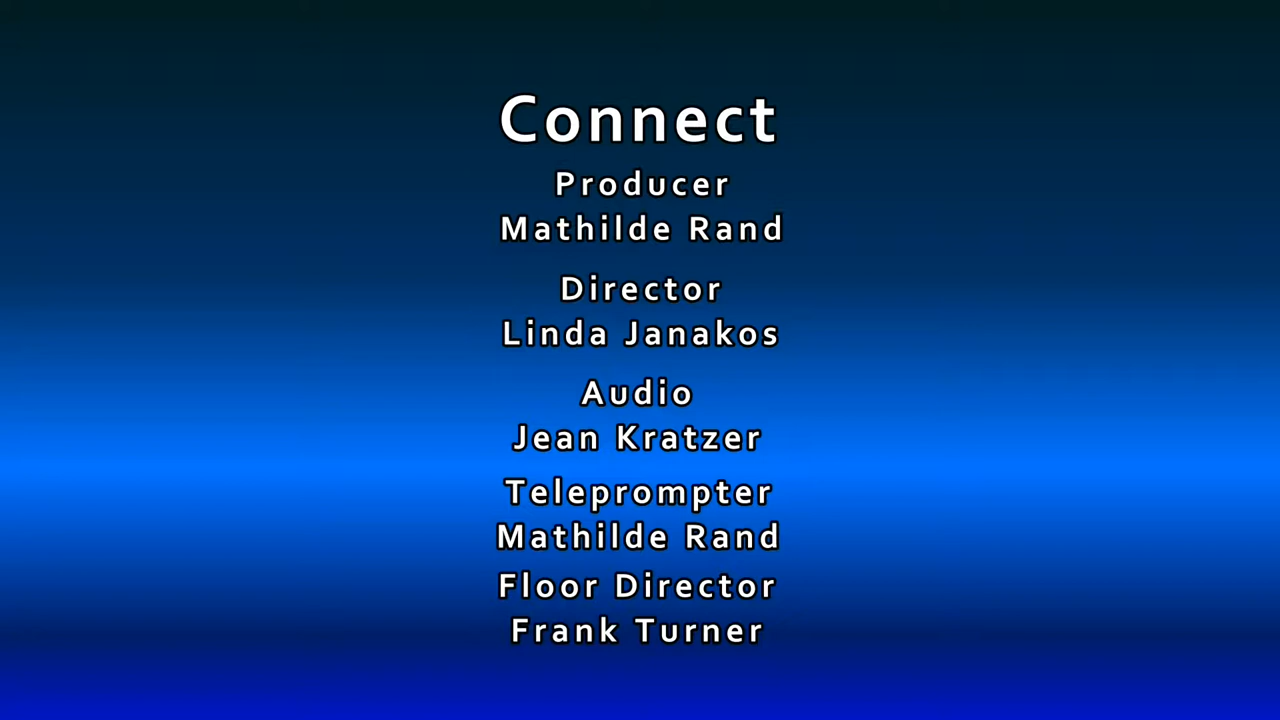 Connect
Producer
Mathilde Rand
Director
Linda Janakos
Audio
Jean Kratzer
Teleprompter
Mathilde Rand
Floor Director
Frank Turner